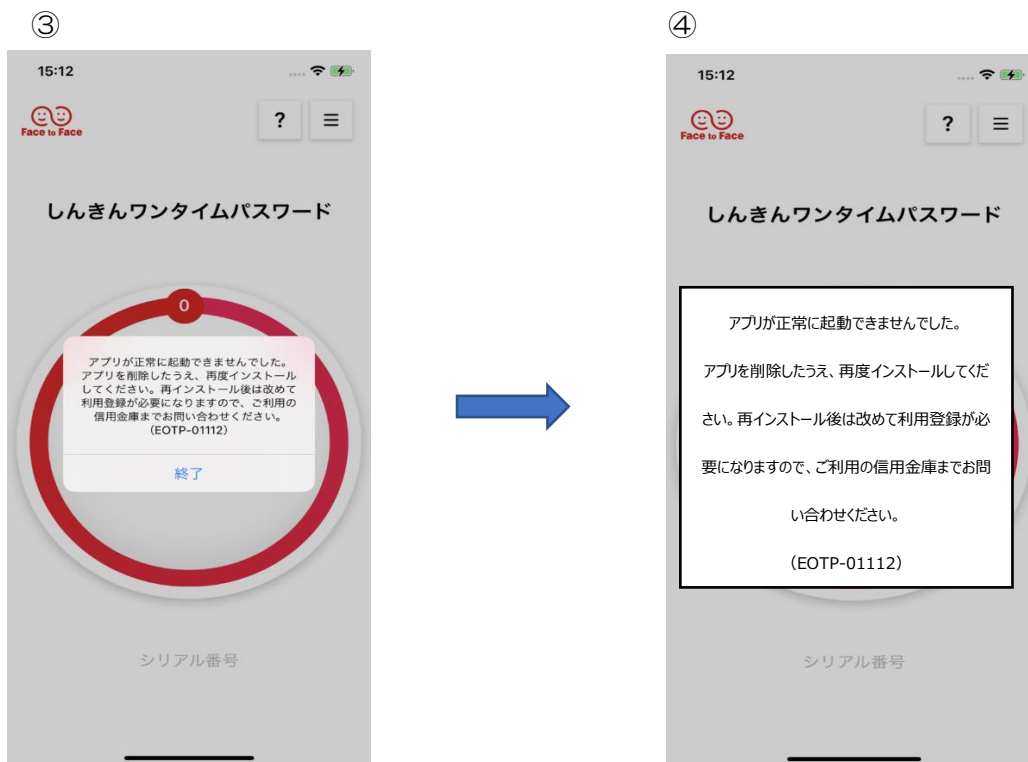 ③
15:12
Face to Face
?
しんきんワンタイムパスワード
0
アプリが正常に起動できませんでした。
アプリを削除したうえ、再度インストール
してください。再インストール後は改めて
利用登録が必要になりますので、ご利用の
信用金庫までお問い合わせください。
(EOTP-01112)
終了
シリアル番号
④
15:12
Face to Face
?
しんきんワンタイムパスワード
アプリが正常に起動できませんでした。
アプリを削除したうえ、再度インストールしてくだ
さい。再インストール後は改めて利用登録が必
要になりますので、ご利用の信用金庫までお問
い合わせください。
(EOTP-01112)
シリアル番号